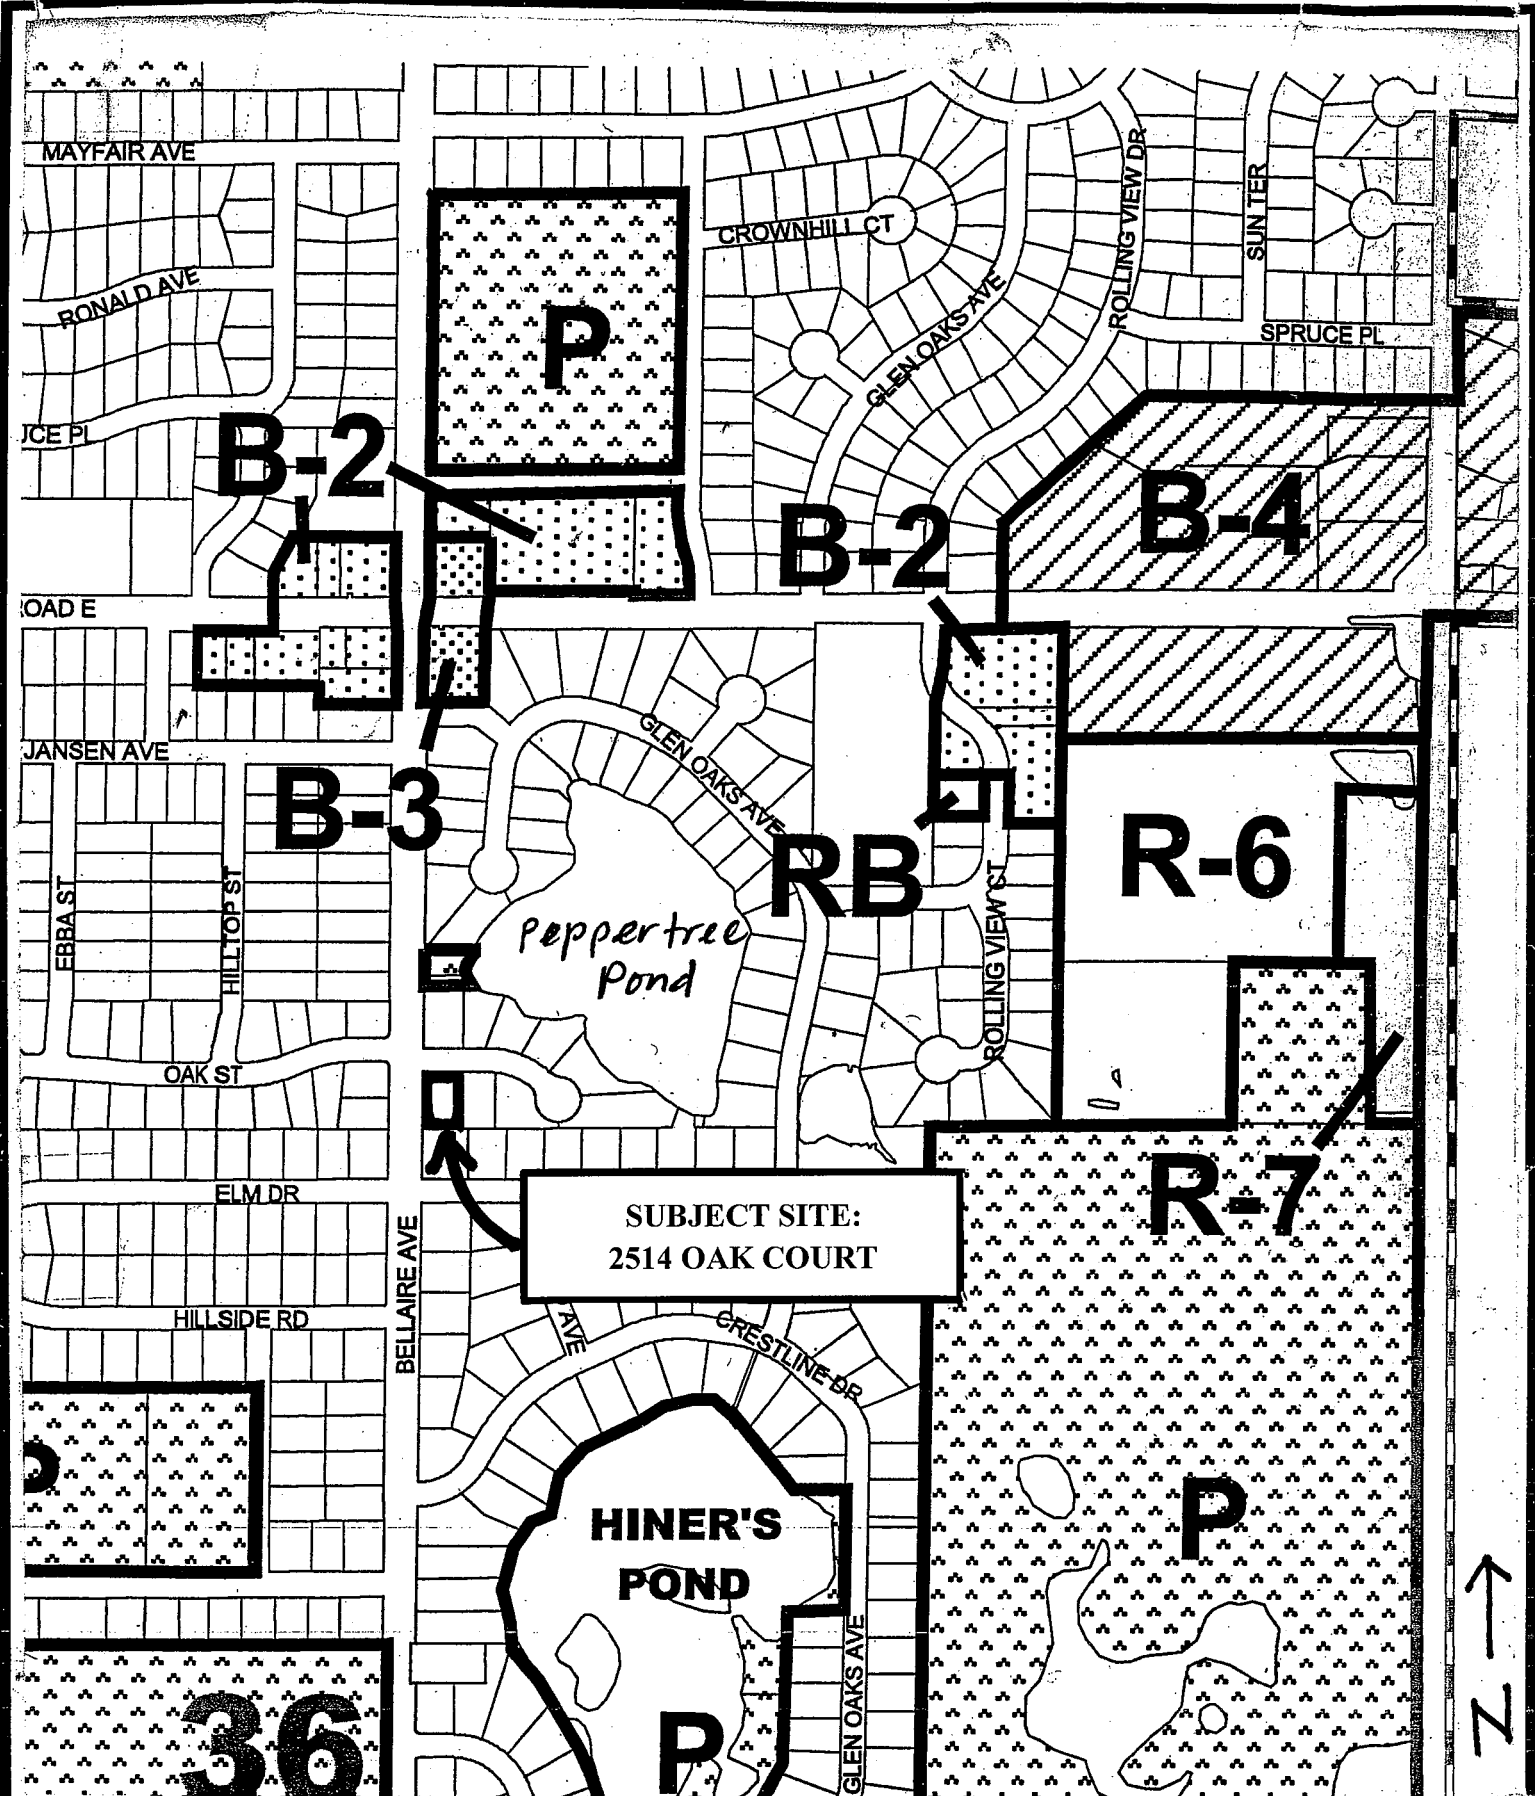 MAYFAIR AVE
ROLLING VIEW DR
SUN TER
CROWNHILL CT
RONALD AVE
P
GLEN OAKS AVE
SPRUCE PL
UCE PL
B-2
B-4
B-2
OAD E
GLEN OAKS AVE
JANSEN AVE
B-3
RB
R-6
EBBA ST
HILLTOP ST
Peppertree
Pond
ROLLING VIEW CT
OAK ST
R-7
ELM DR
SUBJECT SITE:
2514 OAK COURT
BELLAIRE AVE
HILLSIDE RD
AVE
CRESTLINE DR
P
HINER'S
POND
P
GLEN OAKS AVE
36
P
N